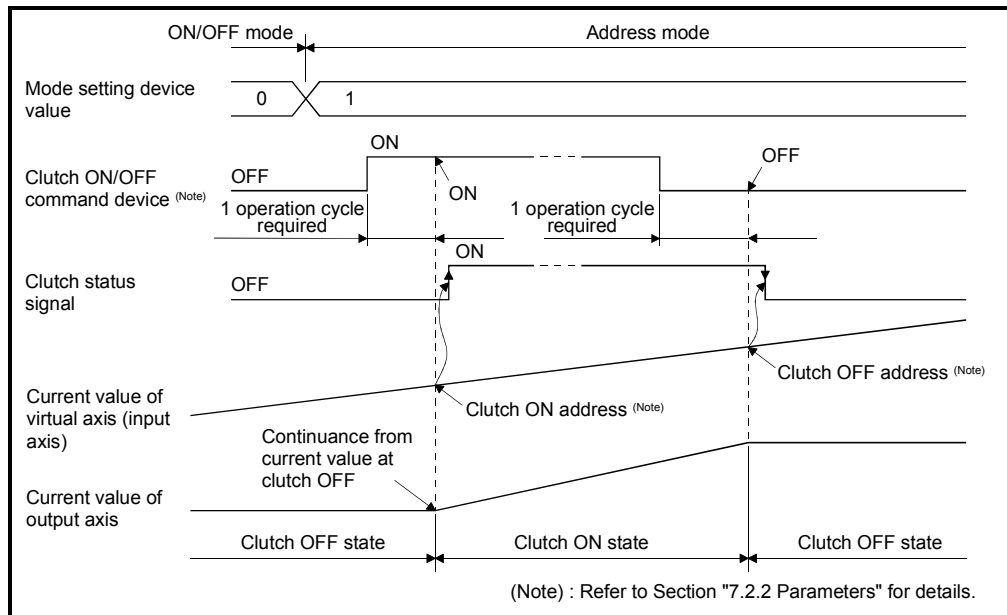 ON/OFF mode
Address mode
Mode setting device
value
0
1
ON
OFF
Clutch ON/OFF
command device (Note)
OFF
ON
1 operation cycle
required
1 operation cycle
required
ON
Clutch status
signal
OFF
Clutch OFF address (Note)
Current value of
virtual axis (input
axis)
Clutch ON address (Note)
Continuance from
current value at
clutch OFF
Current value of
output axis
Clutch OFF state
Clutch ON state
Clutch OFF state
(Note) : Refer to Section "7.2.2 Parameters" for details.